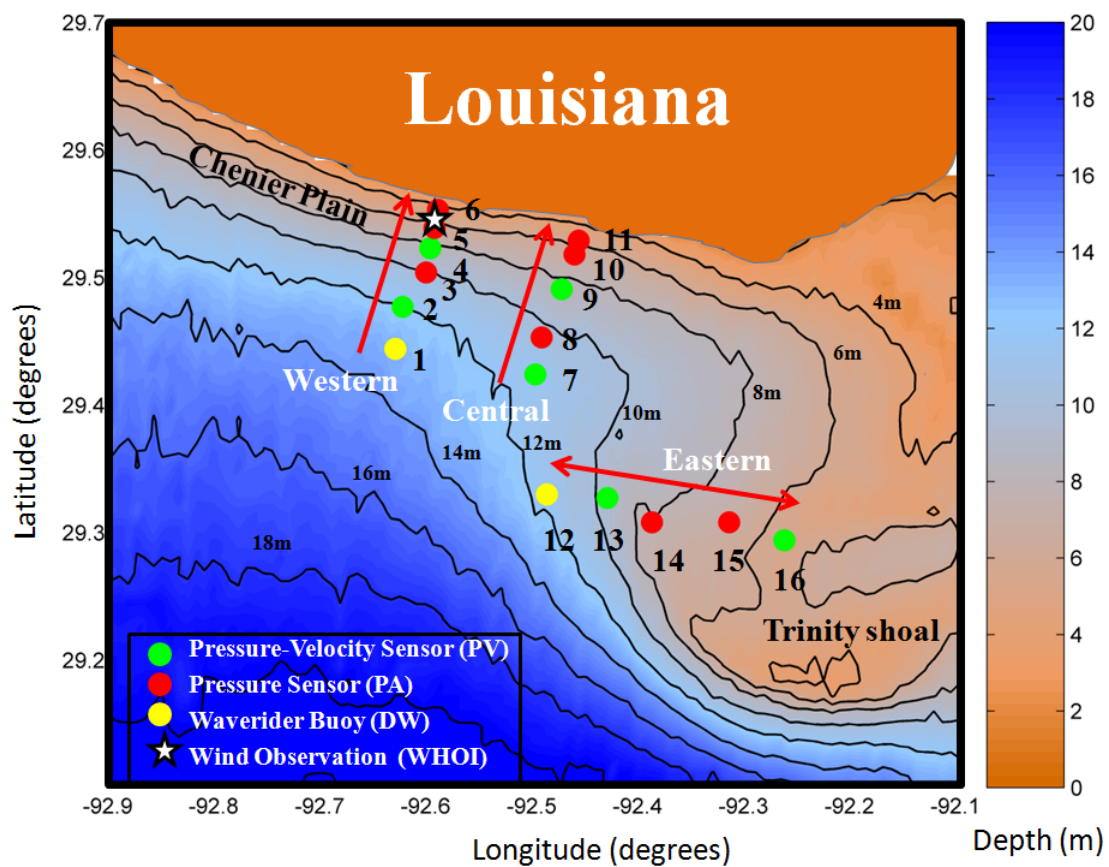 Louisiana
Chenier Plain
6
5
4
3
2
1
11
10
9
8
7
Western
Central
Eastern
4m
6m
8m
10m
12m
14m
16m
18m
12
13
14
15
16
Trinity shoal
Pressure-Velocity Sensor (PV)
Pressure Sensor (PA)
Waverider Buoy (DW)
Wind Observation (WHOI)
29.7
29.6
29.5
29.4
29.3
29.2
Latitude (degrees)
-92.9
-92.8
-92.7
-92.6
-92.5
-92.4
-92.3
-92.2
-92.1
Longitude (degrees)
20
18
16
14
12
10
8
6
4
2
0
Depth (m)